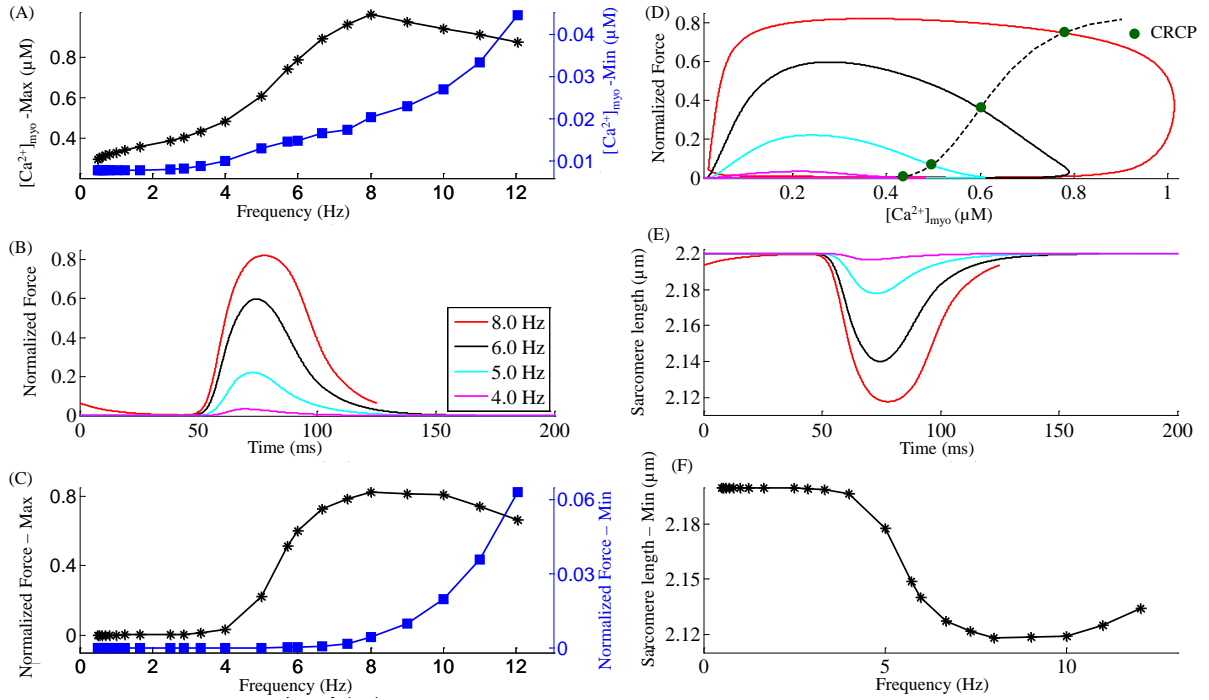 (A)
[Ca²⁺]myo -Max (µM)
0.8
0.6
0.4
0.04
0.03
0.02
0.01
[Ca²⁺]myo -Min (µM)
0 2 4 6 8 10 12
Frequency (Hz)
(B)
Normalized Force
0.8
0.6
0.4
0.2
0
8.0 Hz
6.0 Hz
5.0 Hz
4.0 Hz
0 50 100 150 200
Time (ms)
(C)
Normalized Force – Max
0.8
0.4
0
0.06
0.03
0
Normalized Force – Min
0 2 4 6 8 10 12
Frequency (Hz)
(D)
Normalized Force
0.8
0.6
0.4
0.2
0
CRCP
0.2 0.4 0.6 0.8 1
[Ca²⁺]myo (µM)
(E)
Sarcomere length (µm)
2.2
2.18
2.16
2.14
2.12
2.11
0 50 100 150 200
Time (ms)
(F)
Sarcomere length – Min (µm)
2.18
2.15
2.12
0 5 10
Frequency (Hz)